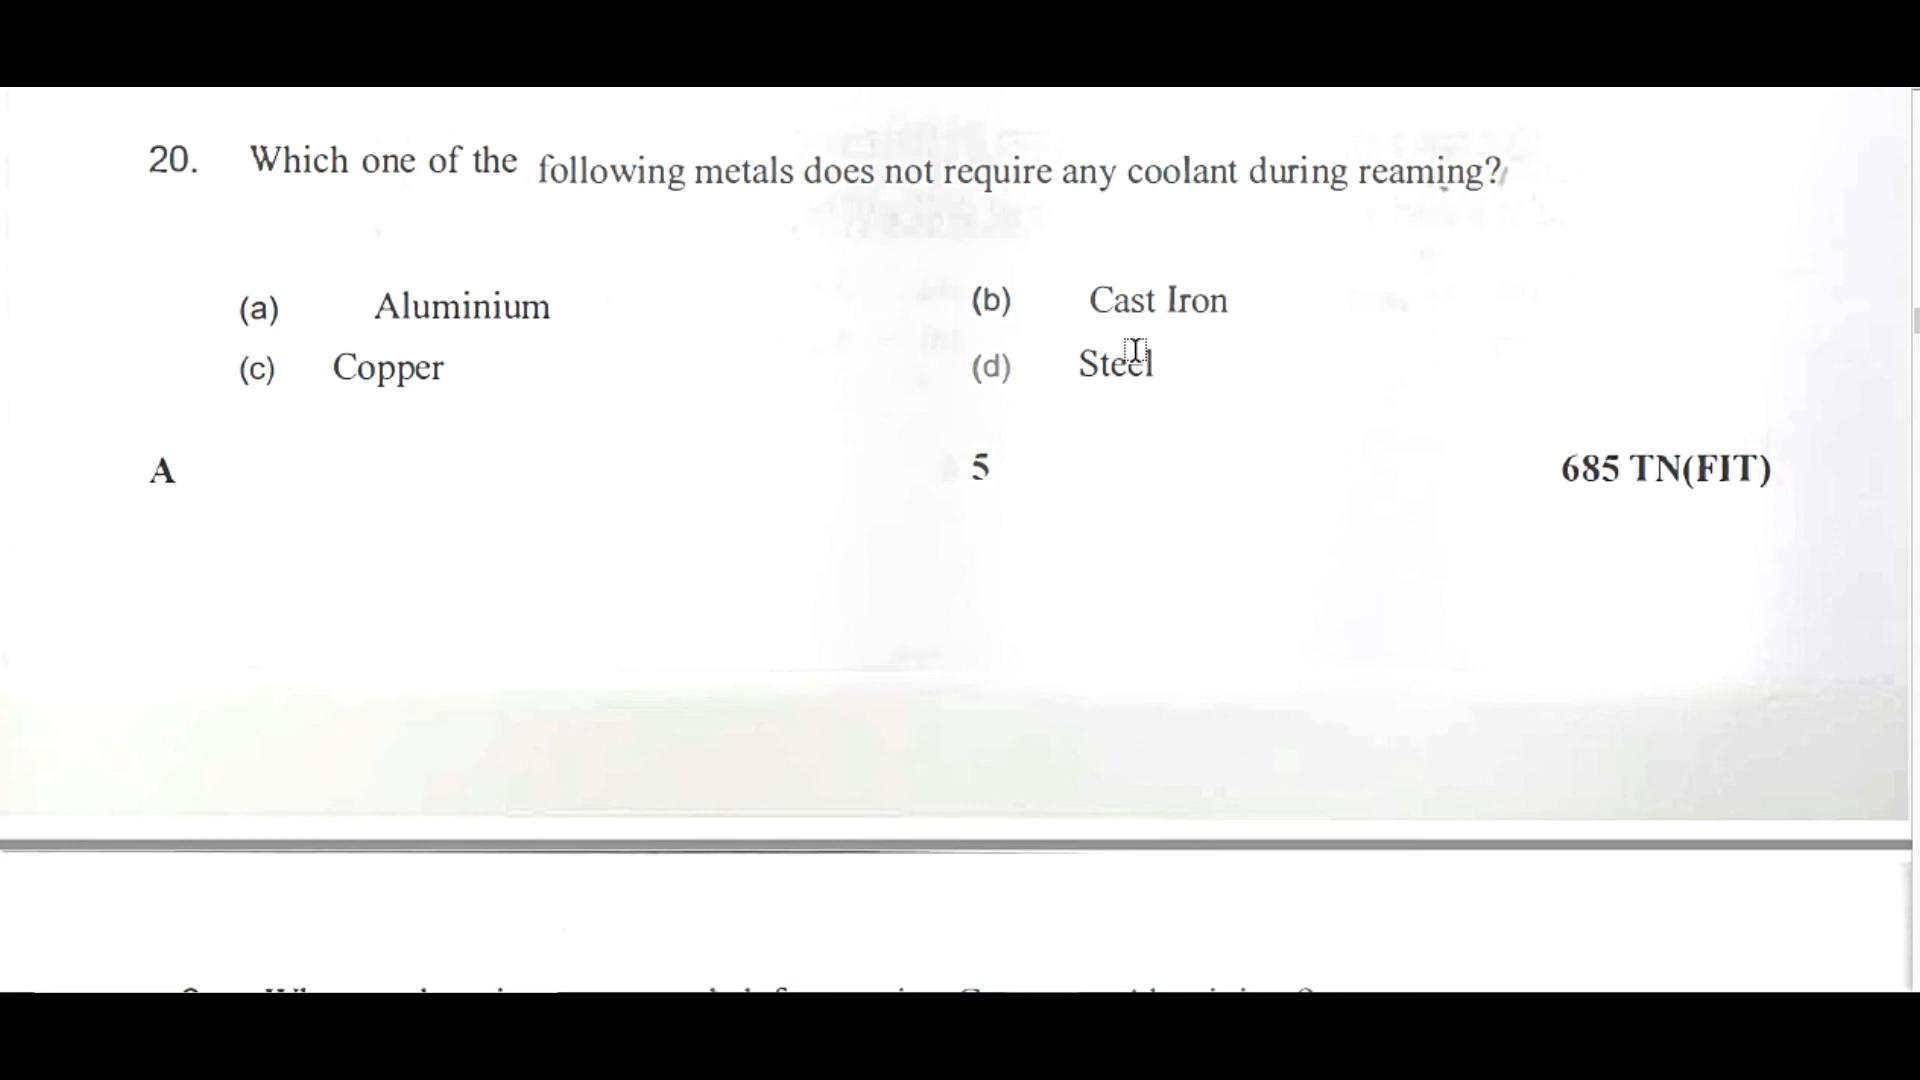 20. Which one of the following metals does not require any coolant during reaming?
(a) Aluminium (b) Cast Iron
(c) Copper (d) Steel
A 5 685 TN(FIT)